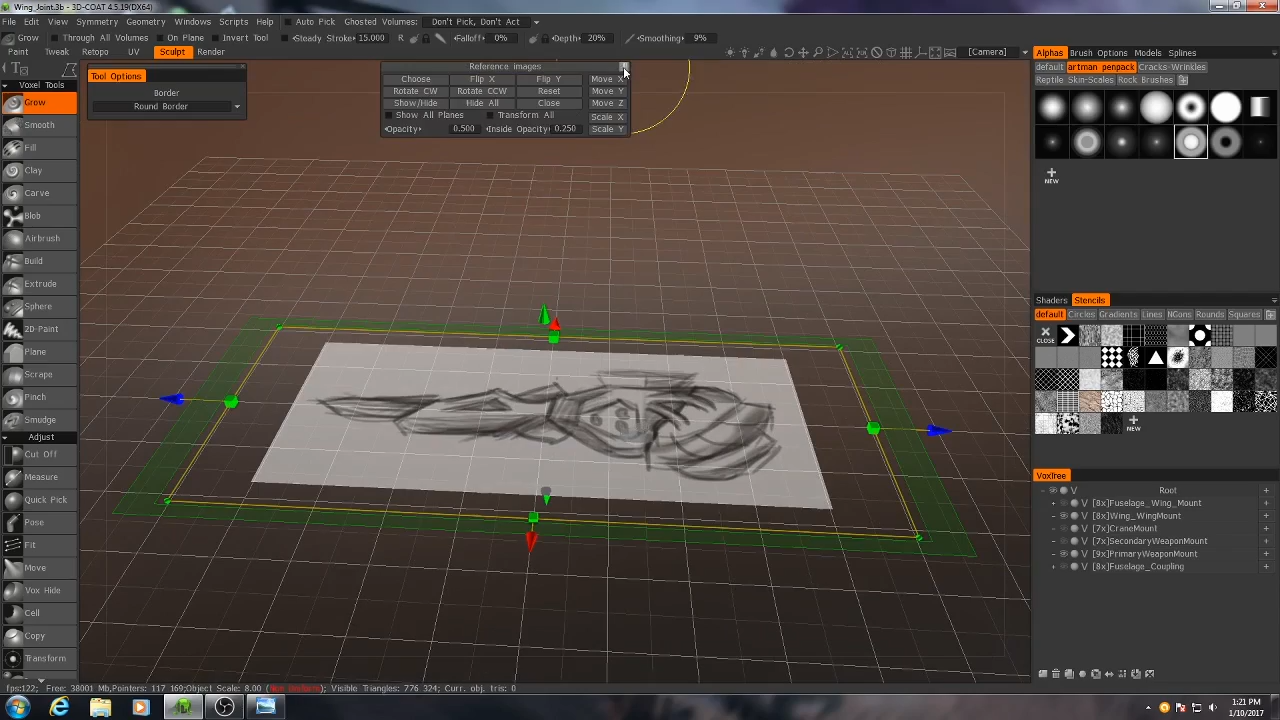 Wing_Joint.3b - 3D-COAT 4.5.19(DX64)
File Edit View Symmetry Geometry Windows Scripts Help Auto Pick Ghosted Volumes: Don't Pick, Don't Act
Grow Through All Volumes On Plane Invert Tool Steady Stroke 15.000 R Falloff 0% Depth 20% Smoothing 9%
Paint Tweak Retopo UV Sculpt Render [Camera]
Alphas Brush Options Models Splines
default artman penpack Cracks-Wrinkles
Reptile Skin-Scales Rock Brushes
NEW
Tool Options
Border
Round Border
Reference images
Choose Flip X Flip Y Move X
Rotate CW Rotate CCW Reset Move Y
Show/Hide Hide All Close Move Z
Show All Planes Transform All Scale X
Opacity 0.500 Inside Opacity 0.250 Scale Y
Voxel Tools
Grow
Smooth
Fill
Clay
Carve
Blob
Airbrush
Build
Extrude
Sphere
2D-Paint
Plane
Scrape
Pinch
Smudge
Adjust
Cut Off
Measure
Quick Pick
Pose
Fit
Move
Vox Hide
Cell
Copy
Transform
Shaders Stencils
default Circles Gradients Lines NGons Rounds Squares
CLOSE
NEW
VoxTree
V Root
V [8x]Fuselage_Wing_Mount
V [8x]Wing_WingMount
V [7x]CraneMount
V [7x]SecondaryWeaponMount
V [9x]PrimaryWeaponMount
V [8x]Fuselage_Coupling
fps:122; Free: 38001 Mb,Pointers: 117 169;Object Scale: 8.00 (Non Uniform); Visible Triangles: 776 324; Curr. obj. tris: 0
1:21 PM
1/10/2017